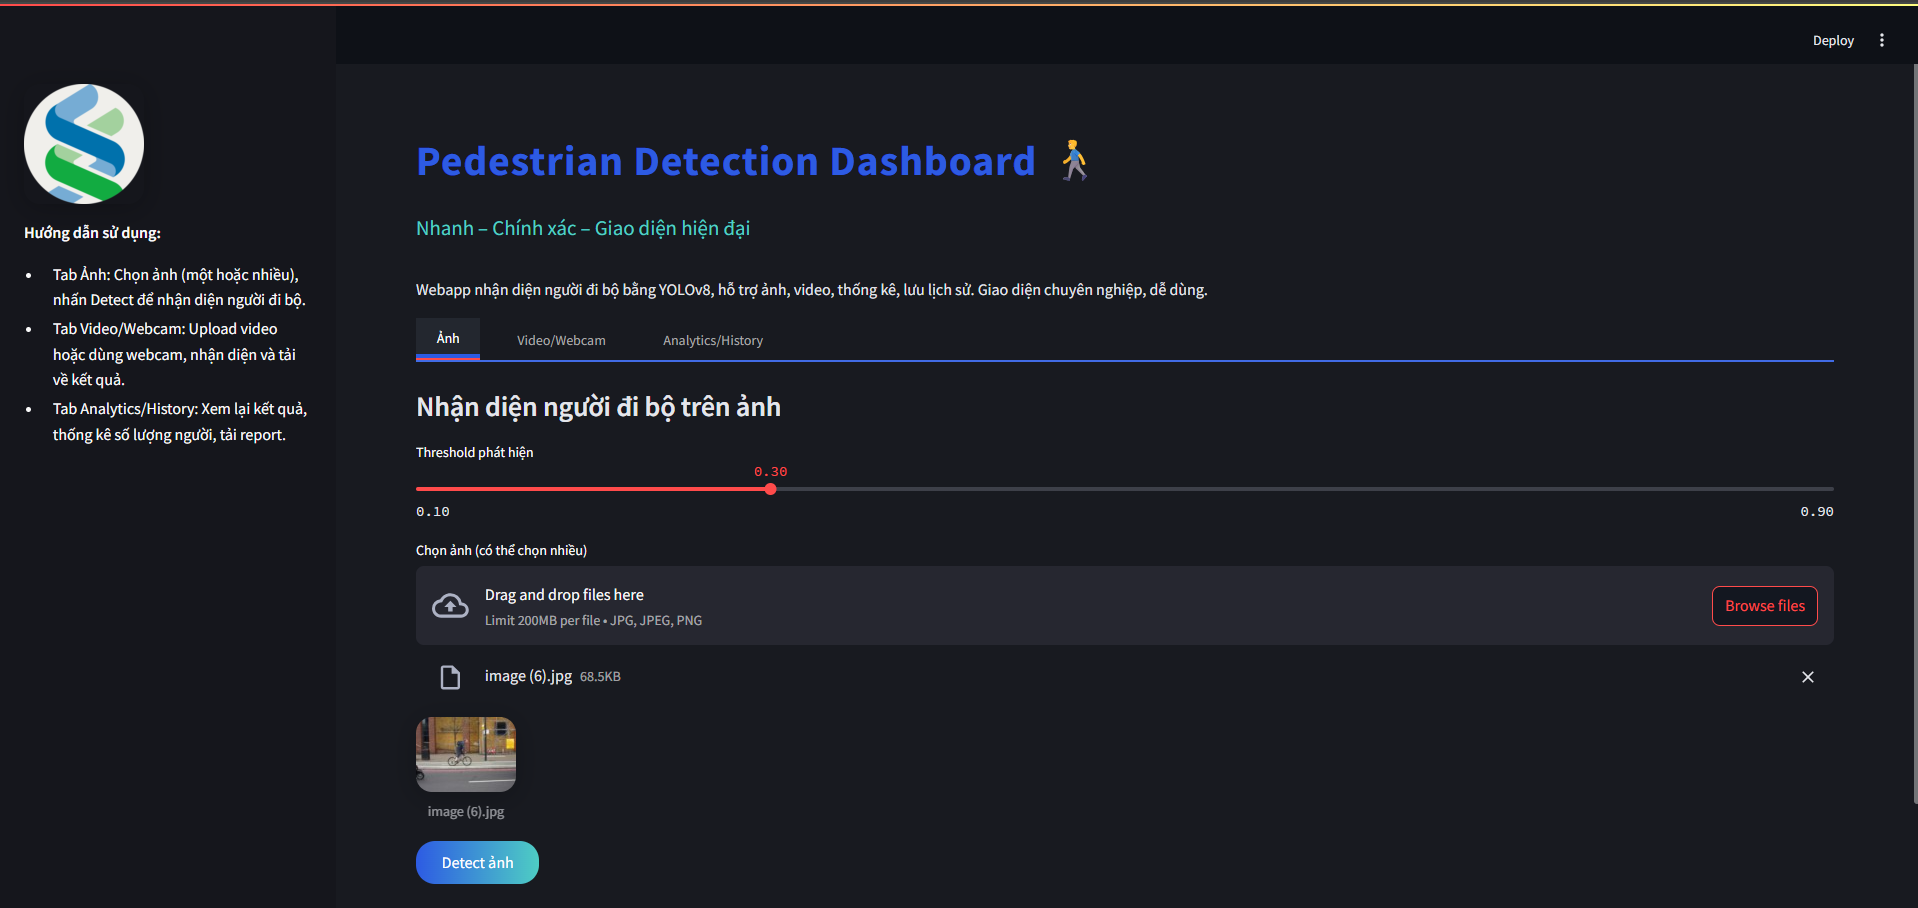 Deploy
Hướng dẫn sử dụng:
Tab Ảnh: Chọn ảnh (một hoặc nhiều),
nhấn Detect để nhận diện người đi bộ.
Tab Video/Webcam: Upload video
hoặc dùng webcam, nhận diện và tải
về kết quả.
Tab Analytics/History: Xem lại kết quả,
thống kê số lượng người, tải report.
Pedestrian Detection Dashboard
Nhanh – Chính xác – Giao diện hiện đại
Webapp nhận diện người đi bộ bằng YOLOv8, hỗ trợ ảnh, video, thống kê, lưu lịch sử. Giao diện chuyên nghiệp, dễ dùng.
Ảnh
Video/Webcam
Analytics/History
Nhận diện người đi bộ trên ảnh
Threshold phát hiện
0.30
0.10
0.90
Chọn ảnh (có thể chọn nhiều)
Drag and drop files here
Limit 200MB per file • JPG, JPEG, PNG
Browse files
image (6).jpg 68.5KB
image (6).jpg
Detect ảnh